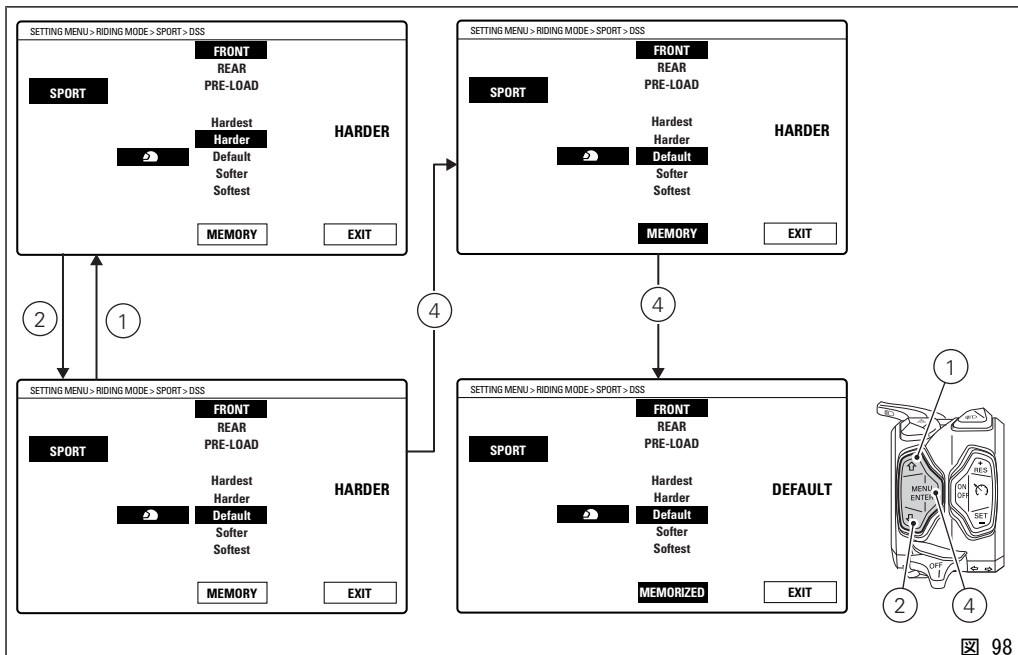 SETTING MENU > RIDING MODE > SPORT > DSS
FRONT
REAR
PRE-LOAD
SPORT
Hardest
Harder
Default
Softer
Softest
HARDER
MEMORY
EXIT
SETTING MENU > RIDING MODE > SPORT > DSS
FRONT
REAR
PRE-LOAD
SPORT
Hardest
Harder
Default
Softer
Softest
HARDER
MEMORY
EXIT
2
1
4
4
SETTING MENU > RIDING MODE > SPORT > DSS
FRONT
REAR
PRE-LOAD
SPORT
Hardest
Harder
Default
Softer
Softest
HARDER
MEMORY
EXIT
SETTING MENU > RIDING MODE > SPORT > DSS
FRONT
REAR
PRE-LOAD
SPORT
Hardest
Harder
Default
Softer
Softest
DEFAULT
MEMORIZED
EXIT
1
+
RES
MENU
ENTER
ON
OFF
SET
-
OFF
2
4
図 98